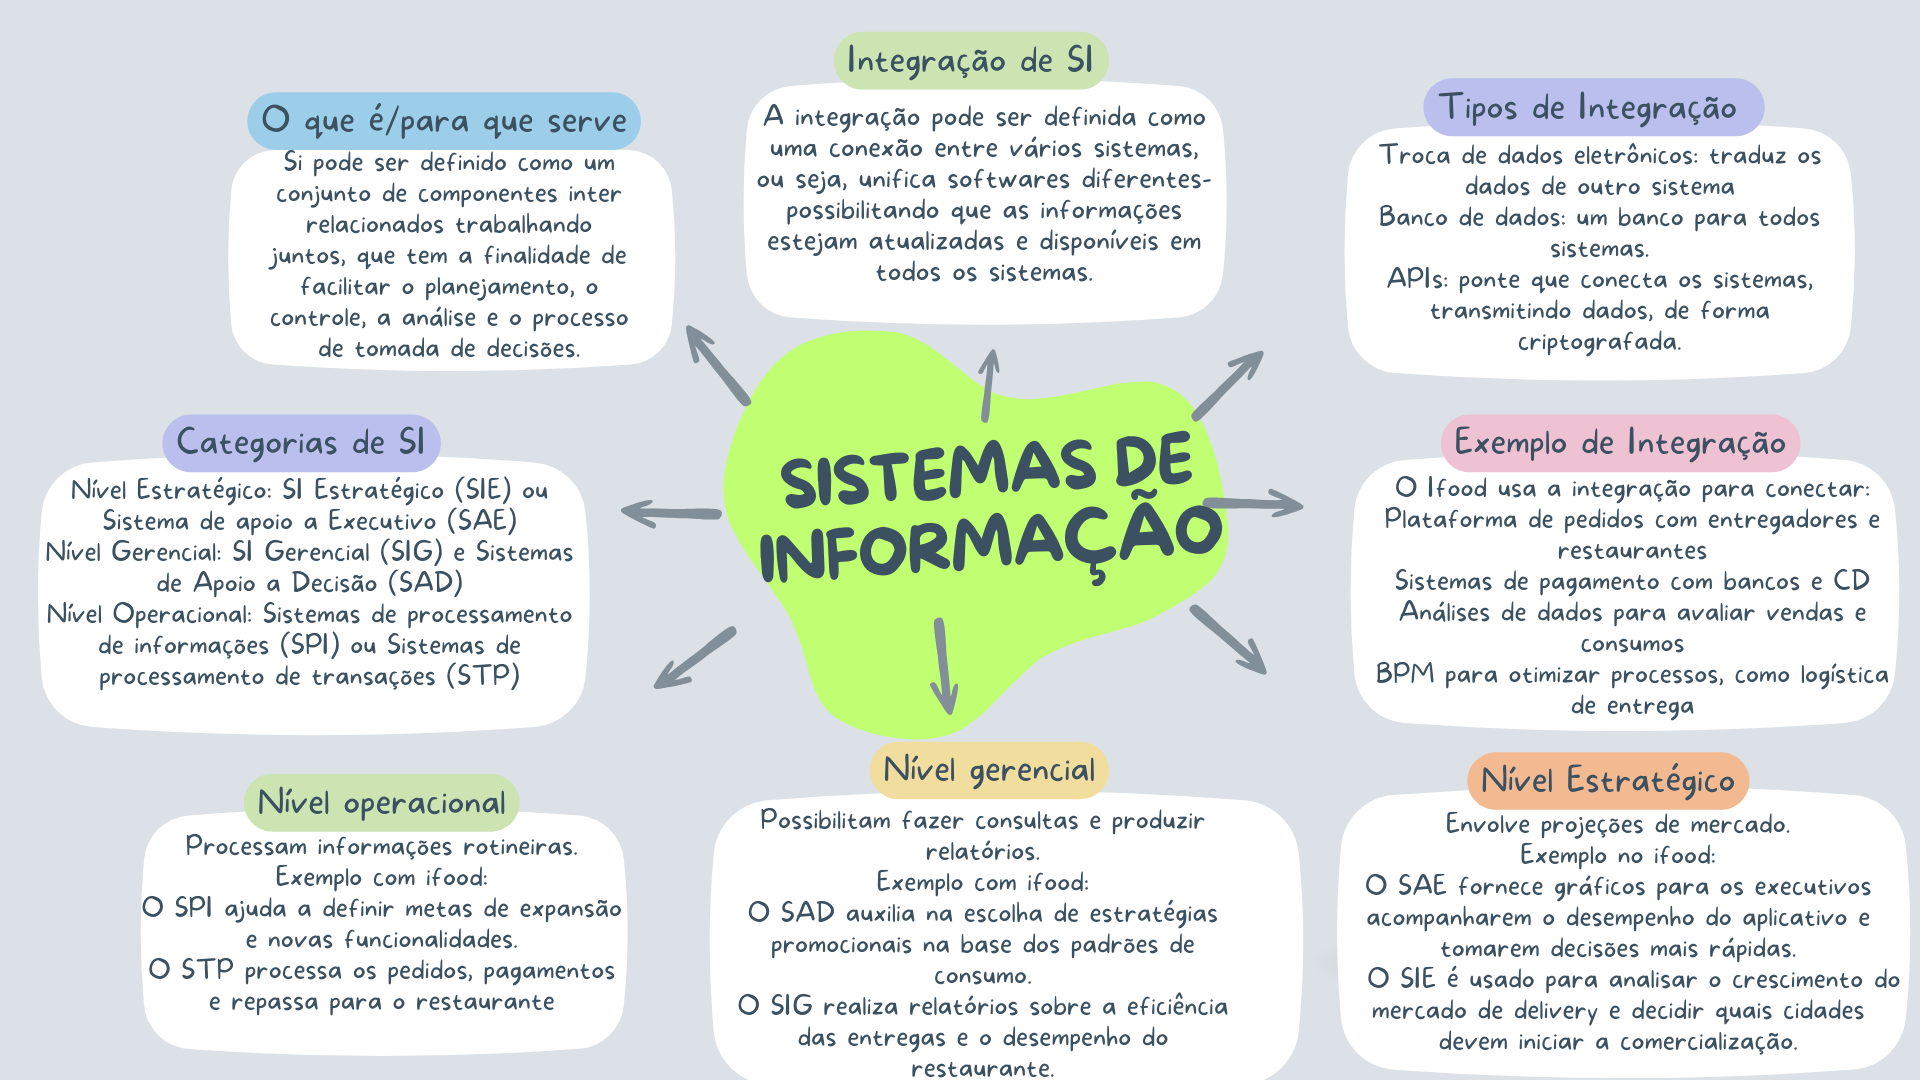 O que é/para que serve
Si pode ser definido como um
conjunto de componentes inter
relacionados trabalhando
juntos, que tem a finalidade de
facilitar o planejamento, o
controle, a análise e o processo
de tomada de decisões.
Integração de SI
A integração pode ser definida como
uma conexão entre vários sistemas,
ou seja, unifica softwares diferentes-
possibilitando que as informações
estejam atualizadas e disponíveis em
todos os sistemas.
Tipos de Integração
Troca de dados eletrônicos: traduz os
dados de outro sistema
Banco de dados: um banco para todos
sistemas.
APIs: ponte que conecta os sistemas,
transmitindo dados, de forma
criptografada.
Categorias de SI
Nível Estratégico: SI Estratégico (SIE) ou
Sistema de apoio a Executivo (SAE)
Nível Gerencial: SI Gerencial (SIG) e Sistemas
de Apoio a Decisão (SAD)
Nível Operacional: Sistemas de processamento
de informações (SPI) ou Sistemas de
processamento de transações (STP)
SISTEMAS DE
INFORMAÇÃO
Exemplo de Integração
O Ifood usa a integração para conectar:
Plataforma de pedidos com entregadores e
restaurantes
Sistemas de pagamento com bancos e CD
Análises de dados para avaliar vendas e
consumos
BPM para otimizar processos, como logística
de entrega
Nível operacional
Processam informações rotineiras.
Exemplo com ifood:
O SPI ajuda a definir metas de expansão
e novas funcionalidades.
O STP processa os pedidos, pagamentos
e repassa para o restaurante
Nível gerencial
Possibilitam fazer consultas e produzir
relatórios.
Exemplo com ifood:
O SAD auxilia na escolha de estratégias
promocionais na base dos padrões de
consumo.
O SIG realiza relatórios sobre a eficiência
das entregas e o desempenho do
restaurante.
Nível Estratégico
Envolve projeções de mercado.
Exemplo no ifood:
O SAE fornece gráficos para os executivos
acompanharem o desempenho do aplicativo e
tomarem decisões mais rápidas.
O SIE é usado para analisar o crescimento do
mercado de delivery e decidir quais cidades
devem iniciar a comercialização.